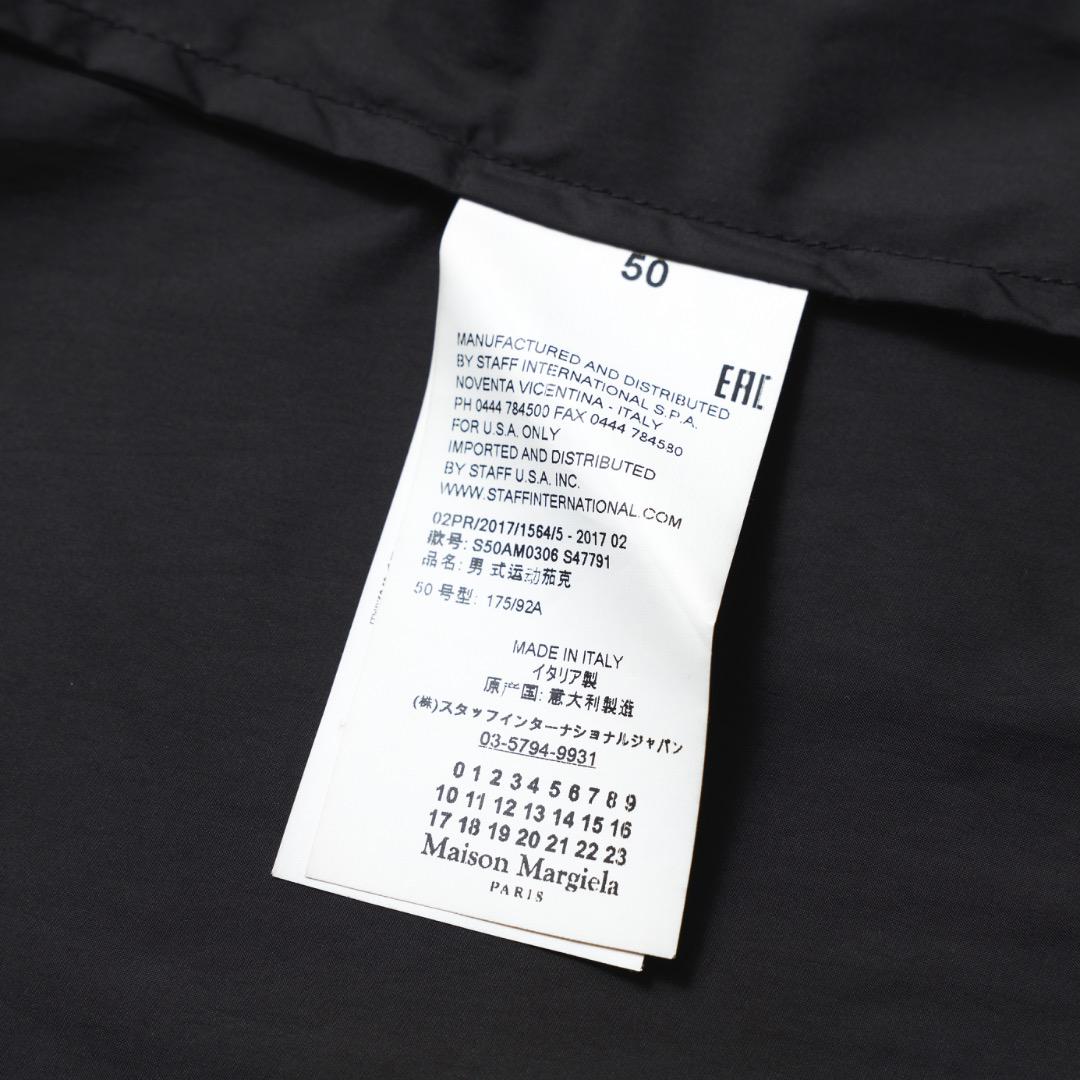 50
MANUFACTURED AND DISTRIBUTED
BY STAFF INTERNATIONAL S.P.A.
NOVENTA VICENTINA - ITALY
PH 0444 784500 FAX 0444 784530
FOR U.S.A. ONLY
IMPORTED AND DISTRIBUTED
BY STAFF U.S.A. INC.
WWW.STAFFINTERNATIONAL.COM
EAC
02PR/2017/1564/5 - 2017 02
款号: S50AM0306 S47791
品名: 男 式运动茄克
50 号型: 175/92A
MADE IN ITALY
イタリア製
原产国: 意大利製造
(株)スタッフインターナショナルジャパン
03-5794-9931
0 1 2 3 4 5 6 7 8 9
10 11 12 13 14 15 16
17 18 19 20 21 22 23
Maison Margiela
PARIS